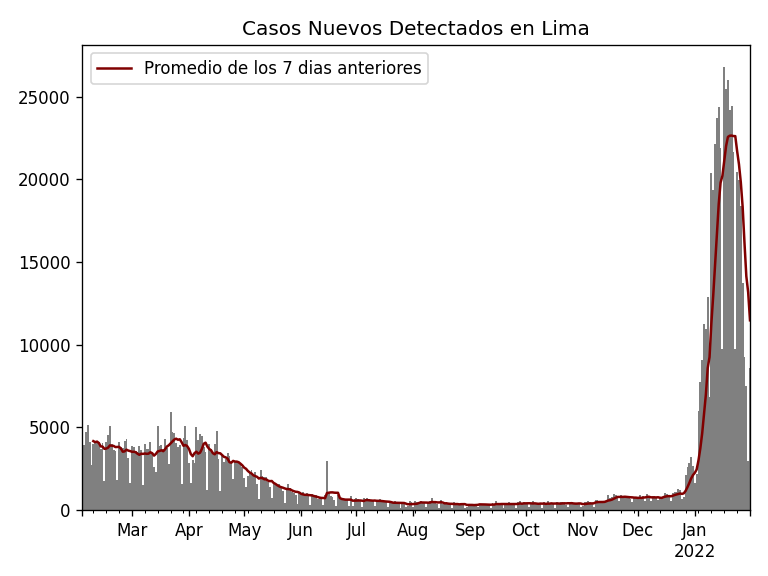 Casos Nuevos Detectados en Lima
Promedio de los 7 dias anteriores
25000
20000
15000
10000
5000
0
Mar Apr May Jun Jul Aug Sep Oct Nov Dec Jan
2022